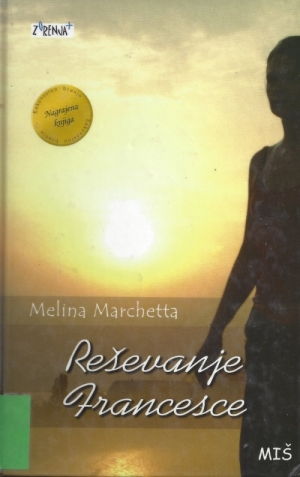 ZORENJA+
Nagrajena
knjiga
Melina Marchetta
Reševanje
Francesce
MIŠ